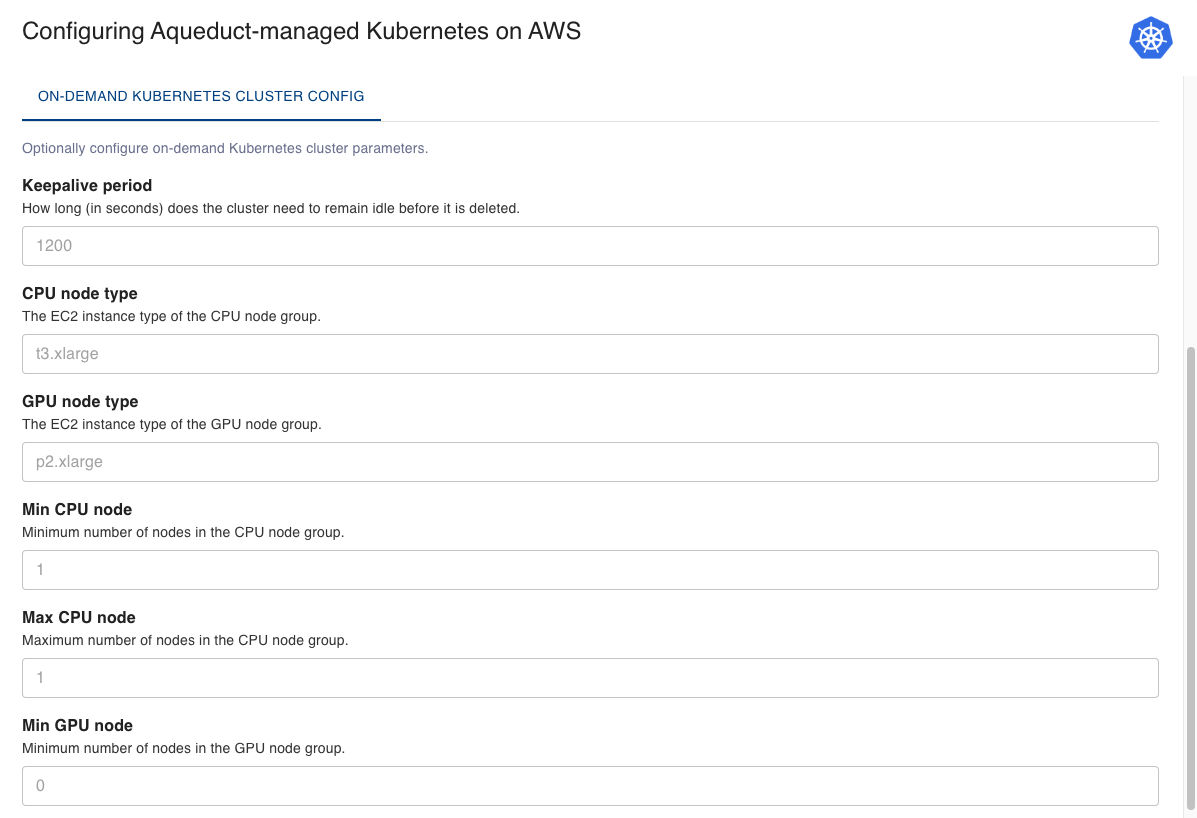 Configuring Aqueduct-managed Kubernetes on AWS
ON-DEMAND KUBERNETES CLUSTER CONFIG
Optionally configure on-demand Kubernetes cluster parameters.
Keepalive period
How long (in seconds) does the cluster need to remain idle before it is deleted.
1200
CPU node type
The EC2 instance type of the CPU node group.
t3.xlarge
GPU node type
The EC2 instance type of the GPU node group.
p2.xlarge
Min CPU node
Minimum number of nodes in the CPU node group.
1
Max CPU node
Maximum number of nodes in the CPU node group.
1
Min GPU node
Minimum number of nodes in the GPU node group.
0